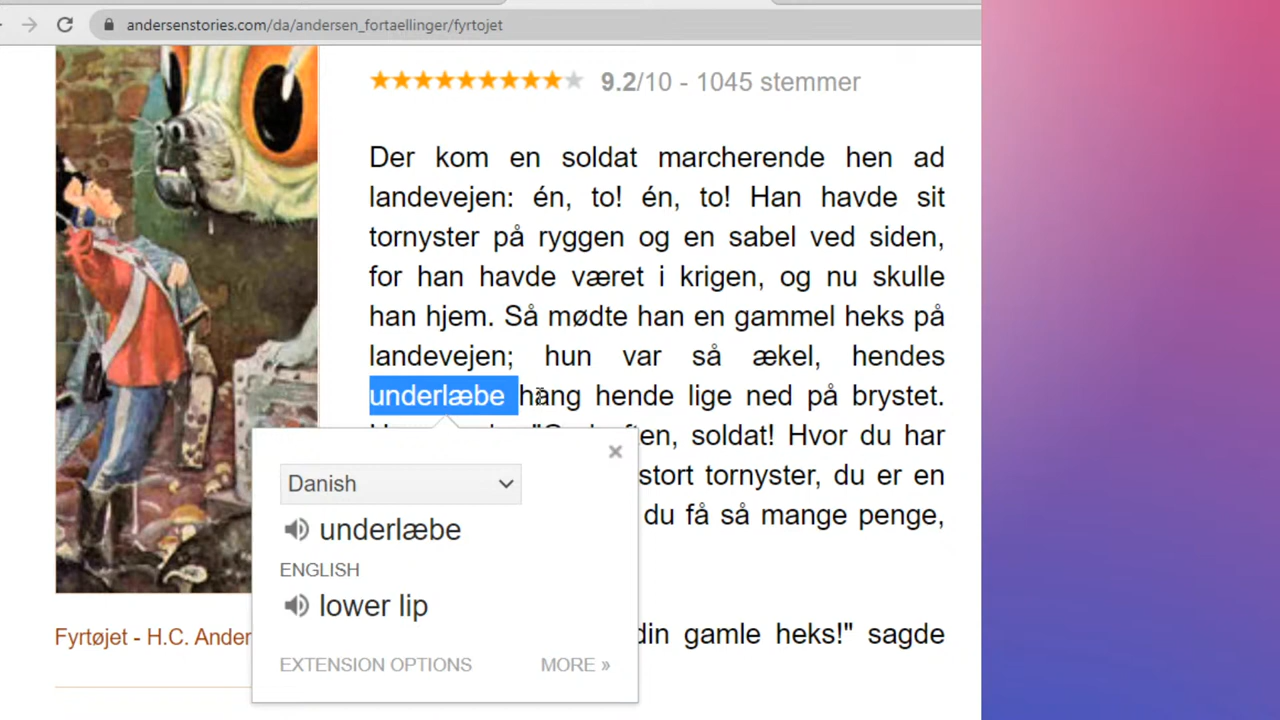 andersenstories.com/da/andersen_fortaellinger/fyrtojet
9.2/10 - 1045 stemmer
Der kom en soldat marcherende hen ad
landevejen: én, to! én, to! Han havde sit
tornyster på ryggen og en sabel ved siden,
for han havde været i krigen, og nu skulle
han hjem. Så mødte han en gammel heks på
landevejen; hun var så ækel, hendes
underlæbe hang hende lige ned på brystet.
soldat! Hvor du har
stort tornyster, du er en
du få så mange penge,
din gamle heks!" sagde
Danish
underlæbe
ENGLISH
lower lip
EXTENSION OPTIONS MORE »
Fyrtøjet - H.C. Ander